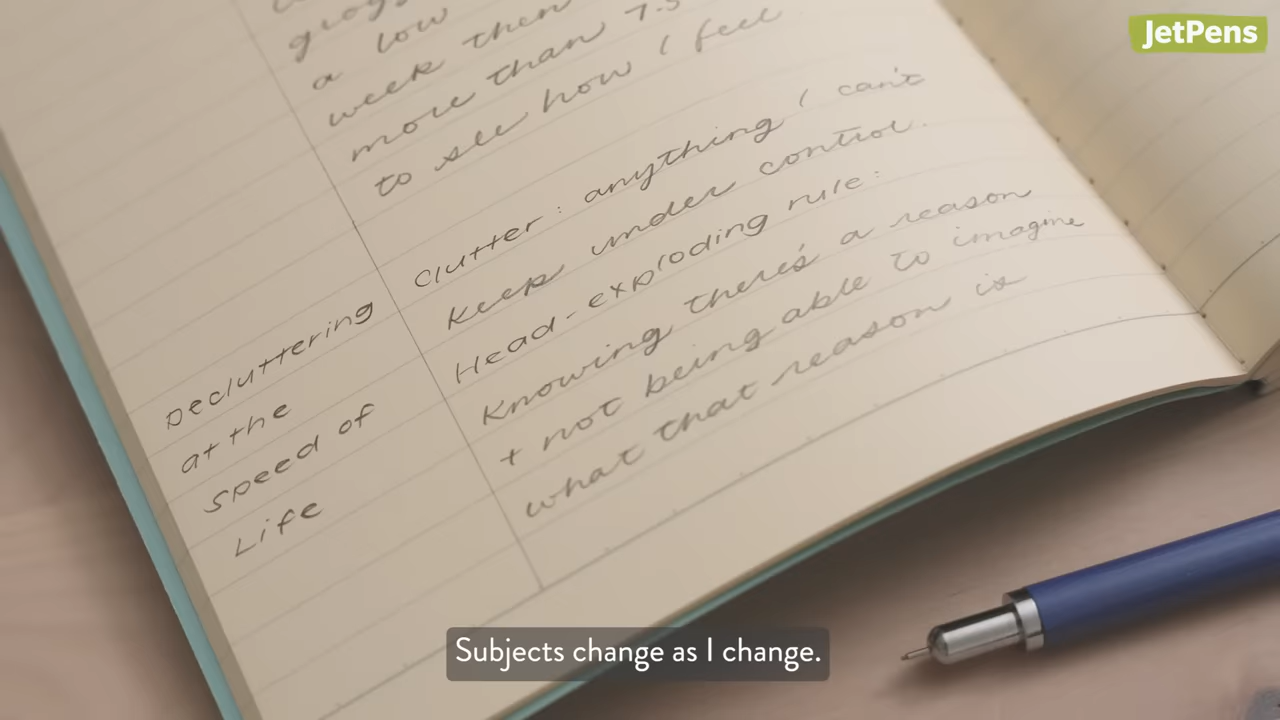 JetPens
a low
week then
more than 7.5
to see how I feel.
Clutter: anything I can't
keep under control.
Head-exploding rule:
Knowing there's a reason
+ not being able to imagine
what that reason is
Decluttering
at the
speed of
Life
Subjects change as I change.